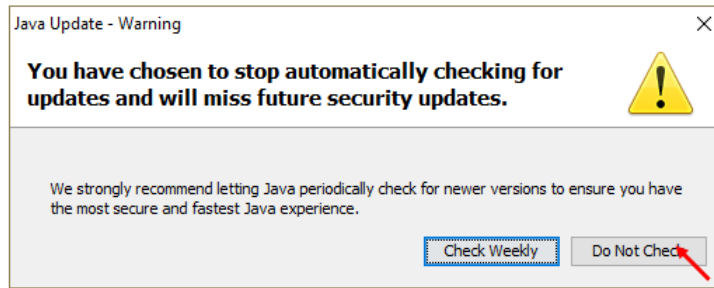 Java Update - Warning
You have chosen to stop automatically checking for
updates and will miss future security updates.
We strongly recommend letting Java periodically check for newer versions to ensure you have
the most secure and fastest Java experience.
Check Weekly
Do Not Check